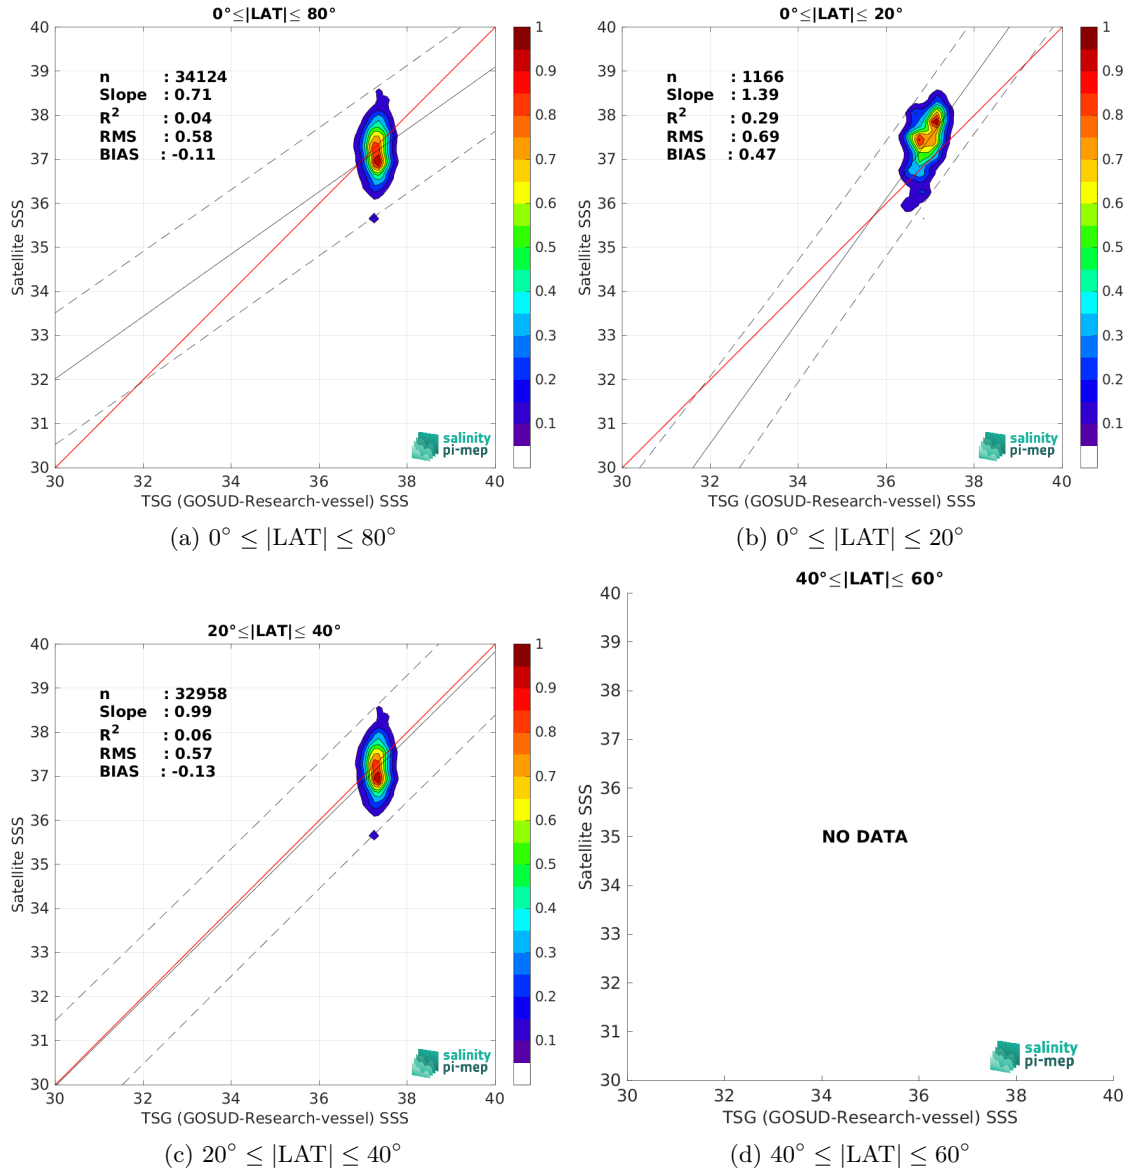 0°≤|LAT|≤ 80°
40
39
38
37
36
35
34
33
32
31
30
30 32 34 36 38 40
Satellite SSS
TSG (GOSUD-Research-vessel) SSS
n : 34124
Slope : 0.71
R² : 0.04
RMS : 0.58
BIAS : -0.11
1
0.9
0.8
0.7
0.6
0.5
0.4
0.3
0.2
0.1
salinity
pi-mep
(a) 0° ≤ |LAT| ≤ 80°
0°≤|LAT|≤ 20°
40
39
38
37
36
35
34
33
32
31
30
30 32 34 36 38 40
Satellite SSS
TSG (GOSUD-Research-vessel) SSS
n : 1166
Slope : 1.39
R² : 0.29
RMS : 0.69
BIAS : 0.47
1
0.9
0.8
0.7
0.6
0.5
0.4
0.3
0.2
0.1
salinity
pi-mep
(b) 0° ≤ |LAT| ≤ 20°
20°≤|LAT|≤ 40°
40
39
38
37
36
35
34
33
32
31
30
30 32 34 36 38 40
Satellite SSS
TSG (GOSUD-Research-vessel) SSS
n : 32958
Slope : 0.99
R² : 0.06
RMS : 0.57
BIAS : -0.13
1
0.9
0.8
0.7
0.6
0.5
0.4
0.3
0.2
0.1
salinity
pi-mep
(c) 20° ≤ |LAT| ≤ 40°
40°≤|LAT|≤ 60°
40
39
38
37
36
35
34
33
32
31
30
30 32 34 36 38 40
Satellite SSS
TSG (GOSUD-Research-vessel) SSS
NO DATA
salinity
pi-mep
(d) 40° ≤ |LAT| ≤ 60°